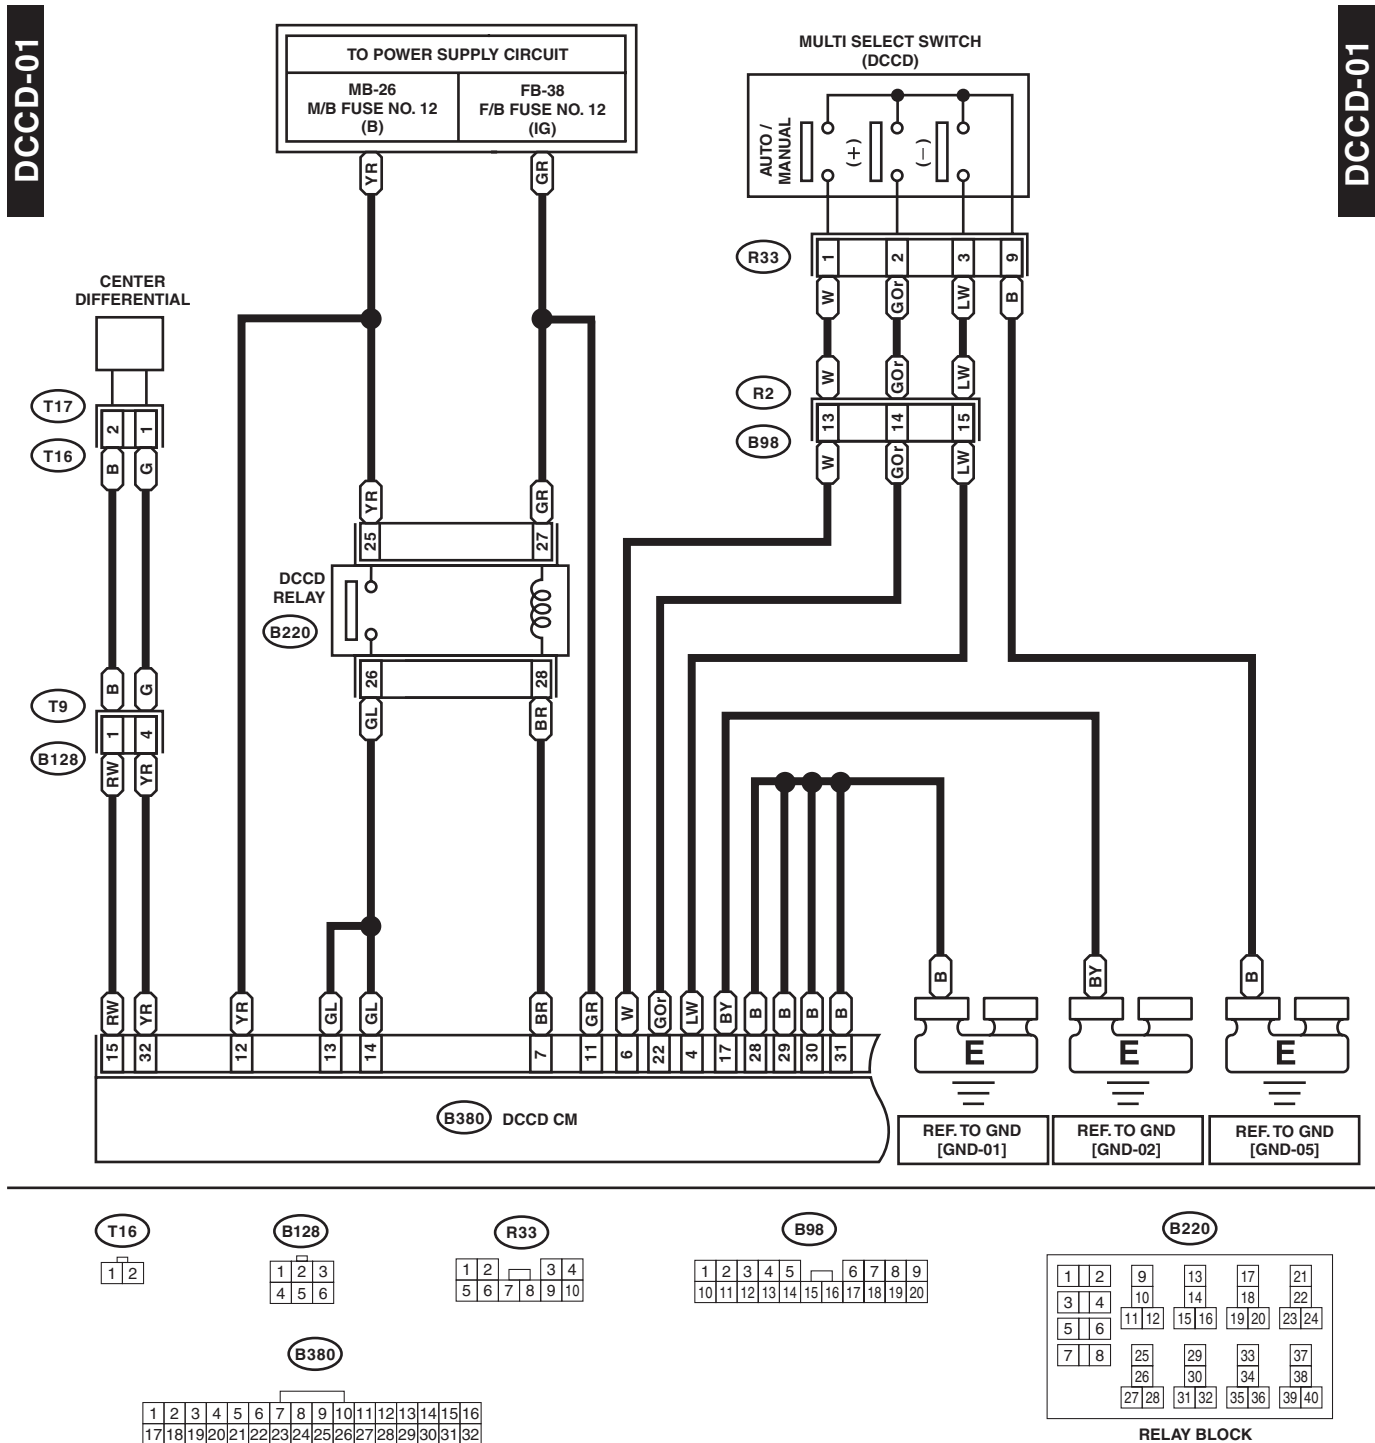 DCCD-01
DCCD-01
TO POWER SUPPLY CIRCUIT
MB-26
M/B FUSE NO. 12
(B)
FB-38
F/B FUSE NO. 12
(IG)
MULTI SELECT SWITCH
(DCCD)
AUTO /
MANUAL
(+)
(−)
YR
GR
R33
1 2 3 9
W GOr LW B
CENTER
DIFFERENTIAL
W GOr LW
R2
13 14 15
B98
W GOr LW
T17
2 1
T16
B G
YR GR
25 27
DCCD
RELAY
B220
26 28
GL BR
B G
T9
1 4
B128
RW YR
B BY B
RW YR YR GL GL BR GR W GOr LW BY B B B B
15 32 12 13 14 7 11 6 22 4 17 28 29 30 31
E E E
B380 DCCD CM
REF. TO GND
[GND-01]
REF. TO GND
[GND-02]
REF. TO GND
[GND-05]
T16
1 2
B128
1 2 3
4 5 6
R33
1 2 3 4
5 6 7 8 9 10
B98
1 2 3 4 5 6 7 8 9
10 11 12 13 14 15 16 17 18 19 20
B220
1 2 9 13 17 21
3 4 10 14 18 22
11 12 15 16 19 20 23 24
5 6
7 8 25 29 33 37
26 30 34 38
27 28 31 32 35 36 39 40
RELAY BLOCK
B380
1 2 3 4 5 6 7 8 9 10 11 12 13 14 15 16
17 18 19 20 21 22 23 24 25 26 27 28 29 30 31 32